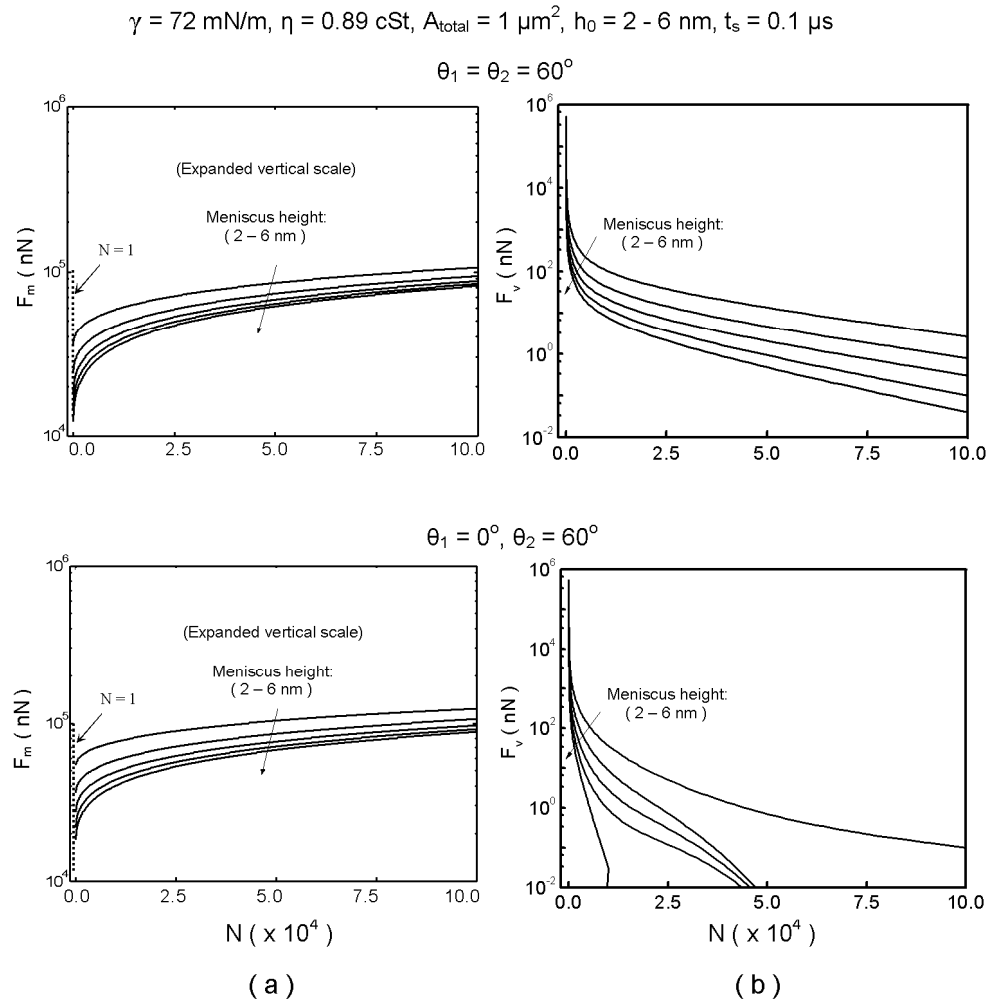 γ = 72 mN/m, η = 0.89 cSt, A_total = 1 μm², h₀ = 2 - 6 nm, tₛ = 0.1 μs
θ₁ = θ₂ = 60°
10⁶
10⁵
10⁴
Fₘ ( nN )
(Expanded vertical scale)
Meniscus height:
( 2 – 6 nm )
N = 1
0.0 2.5 5.0 7.5 10.0
10⁶
10⁴
10²
10⁰
10⁻²
Fᵥ ( nN )
Meniscus height:
( 2 – 6 nm )
0.0 2.5 5.0 7.5 10.0
θ₁ = 0°, θ₂ = 60°
10⁶
10⁵
10⁴
Fₘ ( nN )
(Expanded vertical scale)
Meniscus height:
( 2 – 6 nm )
N = 1
0.0 2.5 5.0 7.5 10.0
N ( x 10⁴ )
( a )
10⁶
10⁴
10²
10⁰
10⁻²
Fᵥ ( nN )
Meniscus height:
( 2 – 6 nm )
0.0 2.5 5.0 7.5 10.0
N ( x 10⁴ )
( b )